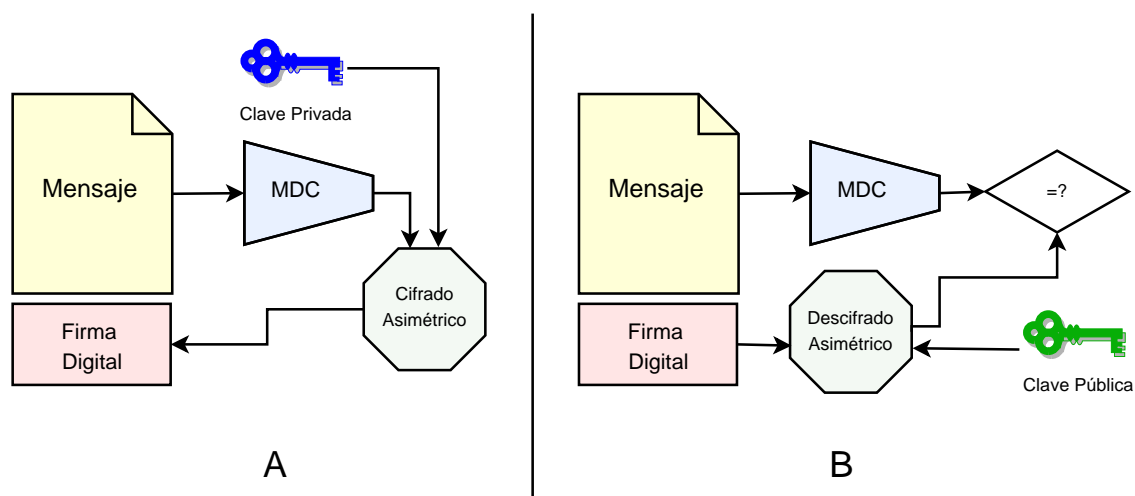 Clave Privada
Mensaje
MDC
Cifrado
Asimétrico
Firma
Digital
A
Mensaje
MDC
=?
Firma
Digital
Descifrado
Asimétrico
Clave Pública
B